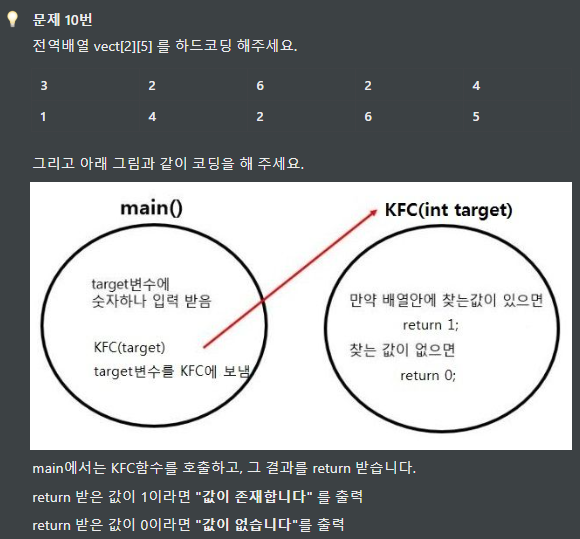 문제 10번
전역배열 vect[2][5] 를 하드코딩 해주세요.
3 2 6 2 4
1 4 2 6 5
그리고 아래 그림과 같이 코딩을 해 주세요.
main()
KFC(int target)
target변수에
숫자하나 입력 받음
KFC(target)
target변수를 KFC에 보냄
만약 배열안에 찾는값이 있으면
return 1;
찾는 값이 없으면
return 0;
main에서는 KFC함수를 호출하고, 그 결과를 return 받습니다.
return 받은 값이 1이라면 "값이 존재합니다" 를 출력
return 받은 값이 0이라면 "값이 없습니다"를 출력